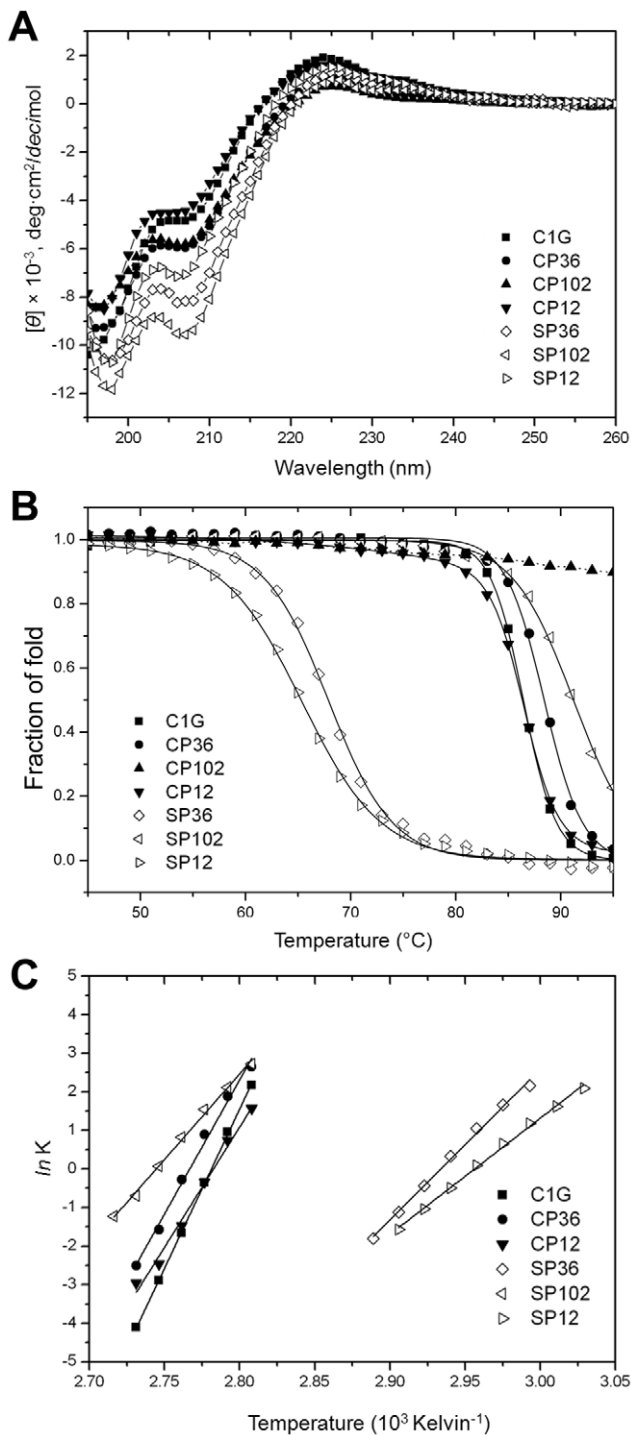 A
[θ] × 10⁻³, deg·cm²/decimol
2
0
-2
-4
-6
-8
-10
-12
C1G
CP36
CP102
CP12
SP36
SP102
SP12
200 210 220 230 240 250 260
Wavelength (nm)
B
Fraction of fold
1.0
0.8
0.6
0.4
0.2
0.0
C1G
CP36
CP102
CP12
SP36
SP102
SP12
50 60 70 80 90
Temperature (°C)
C
ln K
5
4
3
2
1
0
-1
-2
-3
-4
-5
C1G
CP36
CP12
SP36
SP102
SP12
2.70 2.75 2.80 2.85 2.90 2.95 3.00 3.05
Temperature (10³ Kelvin⁻¹)